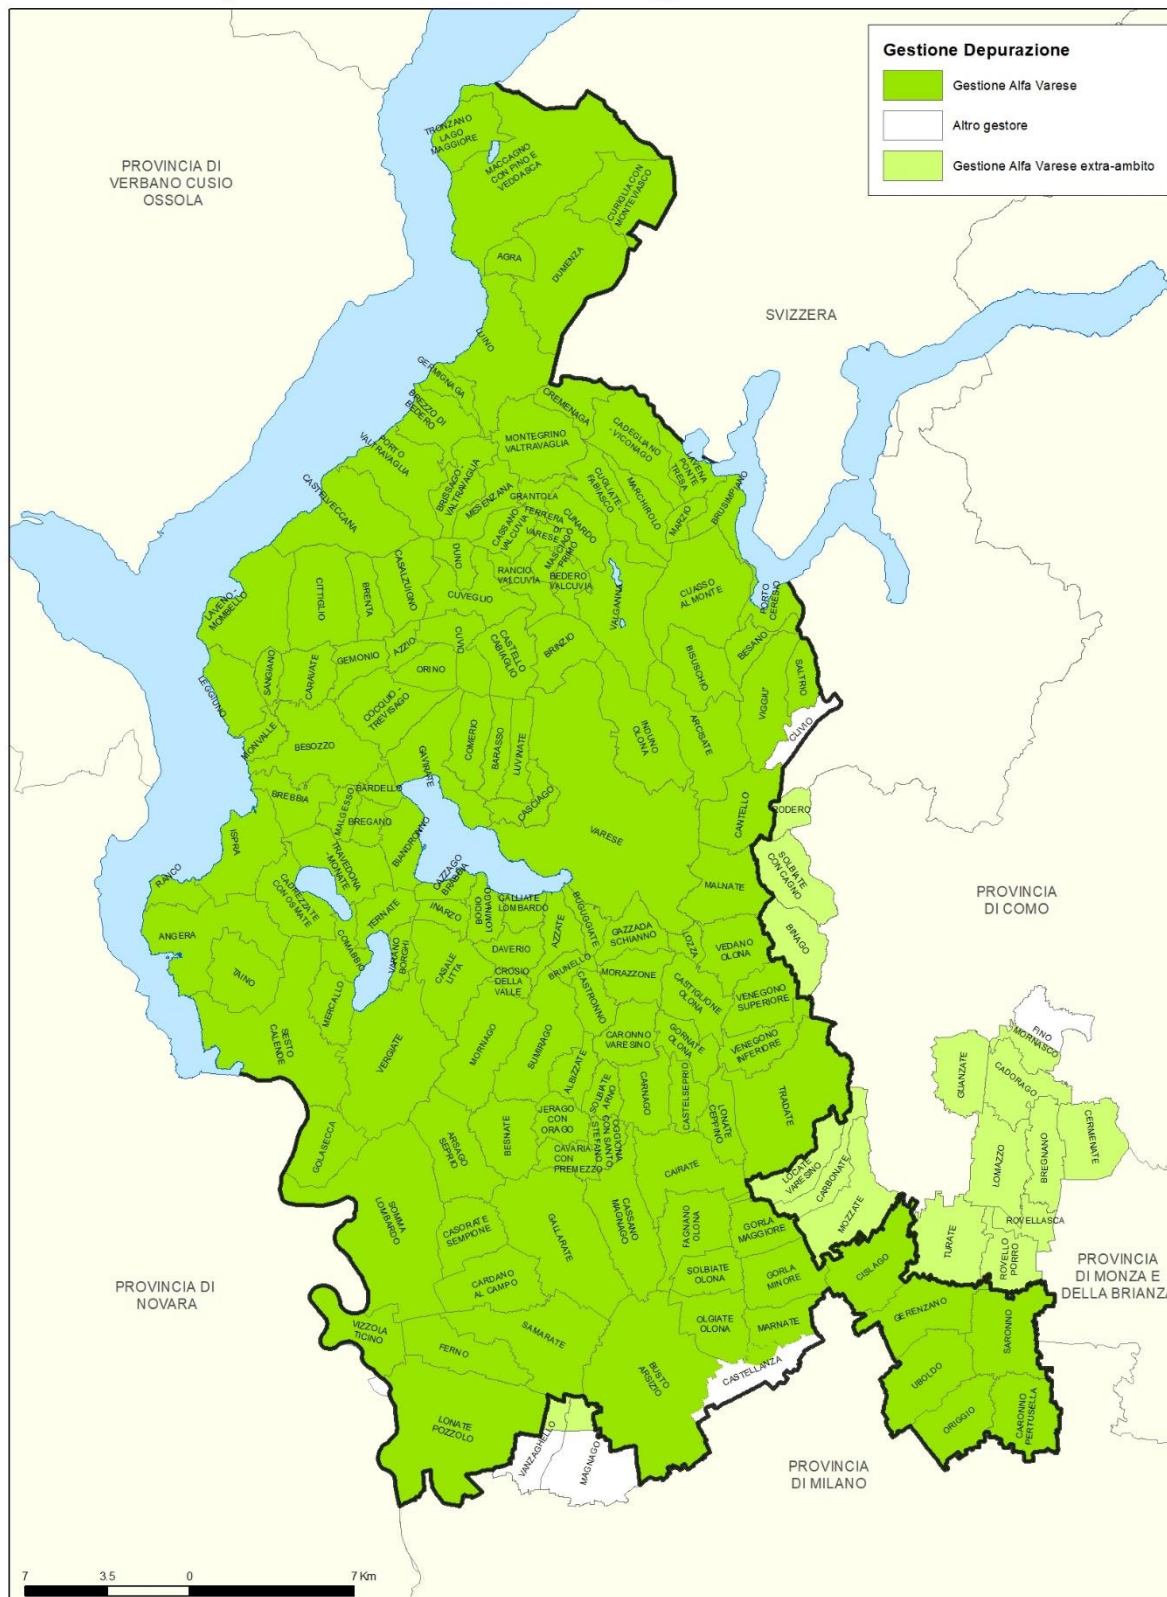 Gestione Depurazione
Gestione Alfa Varese
Altro gestore
Gestione Alfa Varese extra-ambito
PROVINCIA DI
VERBANO CUSIO
OSSOLA
TRONZANO
LAGO
MAGGIORE
MACCAGNO
CON PINO E
VEDDASCA
CURIGLIA CON
MONTEVIASCO
AGRA
DUMENZA
SVIZZERA
LUINO
GERMIGNAGA
BREZZO DI
BEDERO
CREMENAGA
CADEGLIANO
- VICONAGO
MONTEGRINO
VALTRAVAGLIA
PORTO
VALTRAVAGLIA
LAVENA
PONTE
TRESA
BRISSAGO -
VALTRAVAGLIA
MESENZANA
GRANTOLA
CUGLIATE -
FABIASCO
MARCHIROLO
MARZIO
BRUSIMPIANO
CASTELVECCANA
CASSANO
VALCUVIA
FERRERA
DI
VARESE
CUNARDO
MASCIAGO
PRIMO
DUNO
RANCIO
VALCUVIA
BEDERO
VALCUVIA
VALGANNA
CUASSO
AL MONTE
PORTO
CERESIO
LAVENO -
MOMBELLO
CITTIGLIO
BRENTA
CASALZUIGNO
CUVEGLIO
CUVIO
CASTELLO
CABIAGLIO
BRINZIO
BISUSCHIO
BESANO
VIGGIU'
SALTRIO
CLIVIO
SANGIANO
CARAVATE
GEMONIO
AZZIO
ORINO
COCQUIO -
TREVISAGO
LEGGIUNO
MONVALLE
BESOZZO
GAVIRATE
COMERIO
BARASSO
LUVINATE
CASCIAGO
INDUNO
OLONA
ARCISATE
CANTELLO
RODERO
BREBBIA
MALGESSO
BARDELLO
BREGANO
BIANDRONNO
VARESE
ISPRA
TRAVEDONA
- MONATE
CAZZAGO
BRABBIA
MALNATE
SOLBIATE
CON CAGNO
PROVINCIA
DI COMO
RANCO
CADREZZATE
CON OSMATE
TERNATE
INARZO
BODIO
LOMNAGO
GALLIATE
LOMBARDO
AZZATE
BUGUGGIATE
GAZZADA
SCHIANNO
LOZZA
VEDANO
OLONA
BINAGO
ANGERA
TAINO
COMABBIO
VARANO
BORGHI
CASALE
LITTA
DAVERIO
CROSIO
DELLA
VALLE
BRUNELLO
MORAZZONE
CASTRONNO
CASTIGLIONE
OLONA
VENEGONO
SUPERIORE
MERCALLO
SESTO
CALENDE
VERGIATE
MORNAGO
SUMIRAGO
ALBIZZATE
CARONNO
VARESINO
GORNATE
OLONA
VENEGONO
INFERIORE
FINO
MORNASCO
GUANZATE
CADORAGO
GOLASECCA
ARSAGO
SEPRIO
BESNATE
JERAGO
CON
ORAGO
SOLBIATE
ARNO
OGGIONA
CON SANTO
STEFANO
CARNAGO
CASTELSEPRIO
LONATE
CEPPINO
TRADATE
LOMAZZO
BREGNANO
CERMENATE
CAVARIA
CON
PREMEZZO
CAIRATE
LOCATE
VARESINO
CARBONATE
MOZZATE
SOMMA
LOMBARDO
CASORATE
SEMPIONE
GALLARATE
CASSANO
MAGNAGO
FAGNANO
OLONA
GORLA
MAGGIORE
TURATE
ROVELLASCA
ROVELLO
PORRO
PROVINCIA
DI MONZA E
DELLA BRIANZA
PROVINCIA DI
NOVARA
CARDANO
AL CAMPO
SOLBIATE
OLONA
GORLA
MINORE
CISLAGO
GERENZANO
SARONNO
VIZZOLA
TICINO
SAMARATE
FERNO
OLGIATE
OLONA
MARNATE
CASTELLANZA
BUSTO
ARSIZIO
UBOLDO
ORIGGIO
CARONNO
PERTUSELLA
LONATE
POZZOLO
VANZAGHELLO
MAGNAGO
PROVINCIA
DI MILANO
7 3.5 0 7 Km